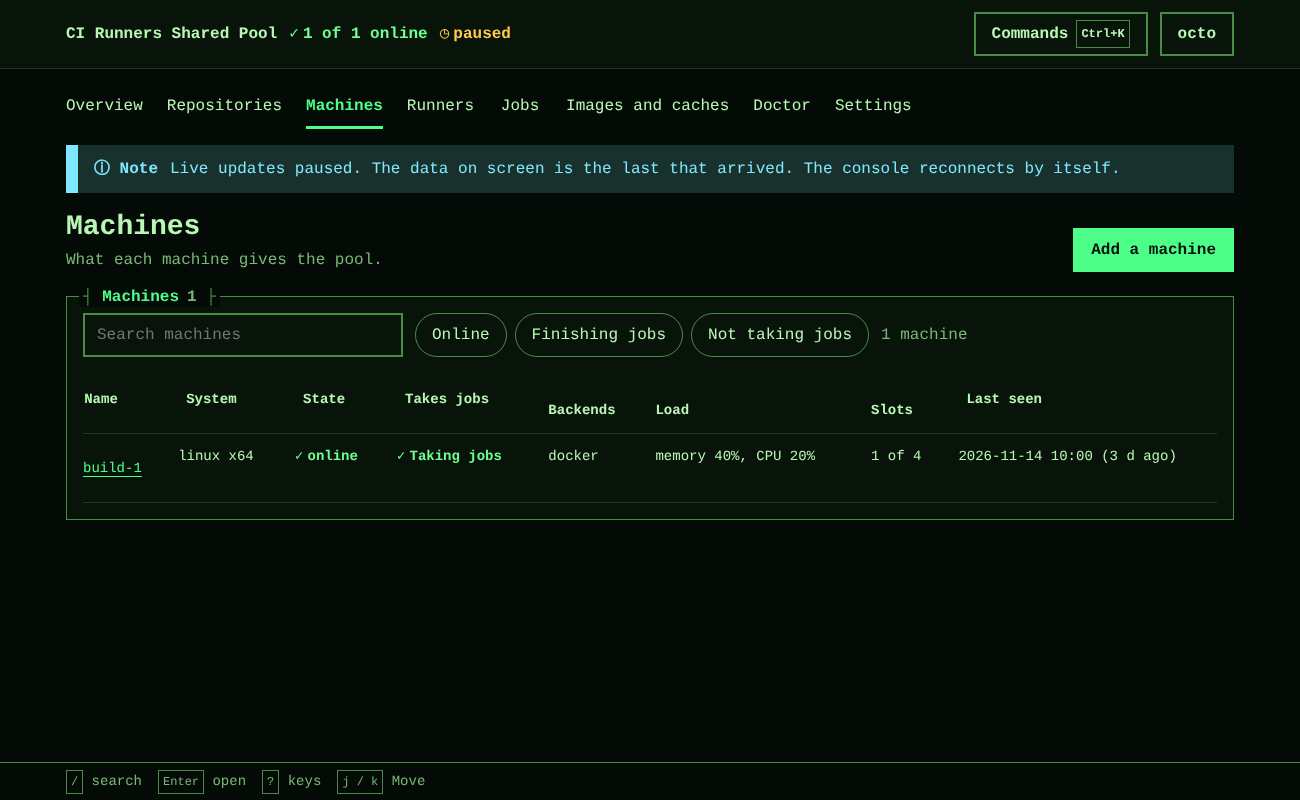 CI Runners Shared Pool ✓ 1 of 1 online ◷ paused Commands Ctrl+K octo
Overview Repositories Machines Runners Jobs Images and caches Doctor Settings
ⓘ Note Live updates paused. The data on screen is the last that arrived. The console reconnects by itself.
Machines
What each machine gives the pool.
Add a machine
┤ Machines 1 ├
Search machines Online Finishing jobs Not taking jobs 1 machine
Name System State Takes jobs Backends Load Slots Last seen
build-1 linux x64 ✓ online ✓ Taking jobs docker memory 40%, CPU 20% 1 of 4 2026-11-14 10:00 (3 d ago)
/ search Enter open ? keys j / k Move